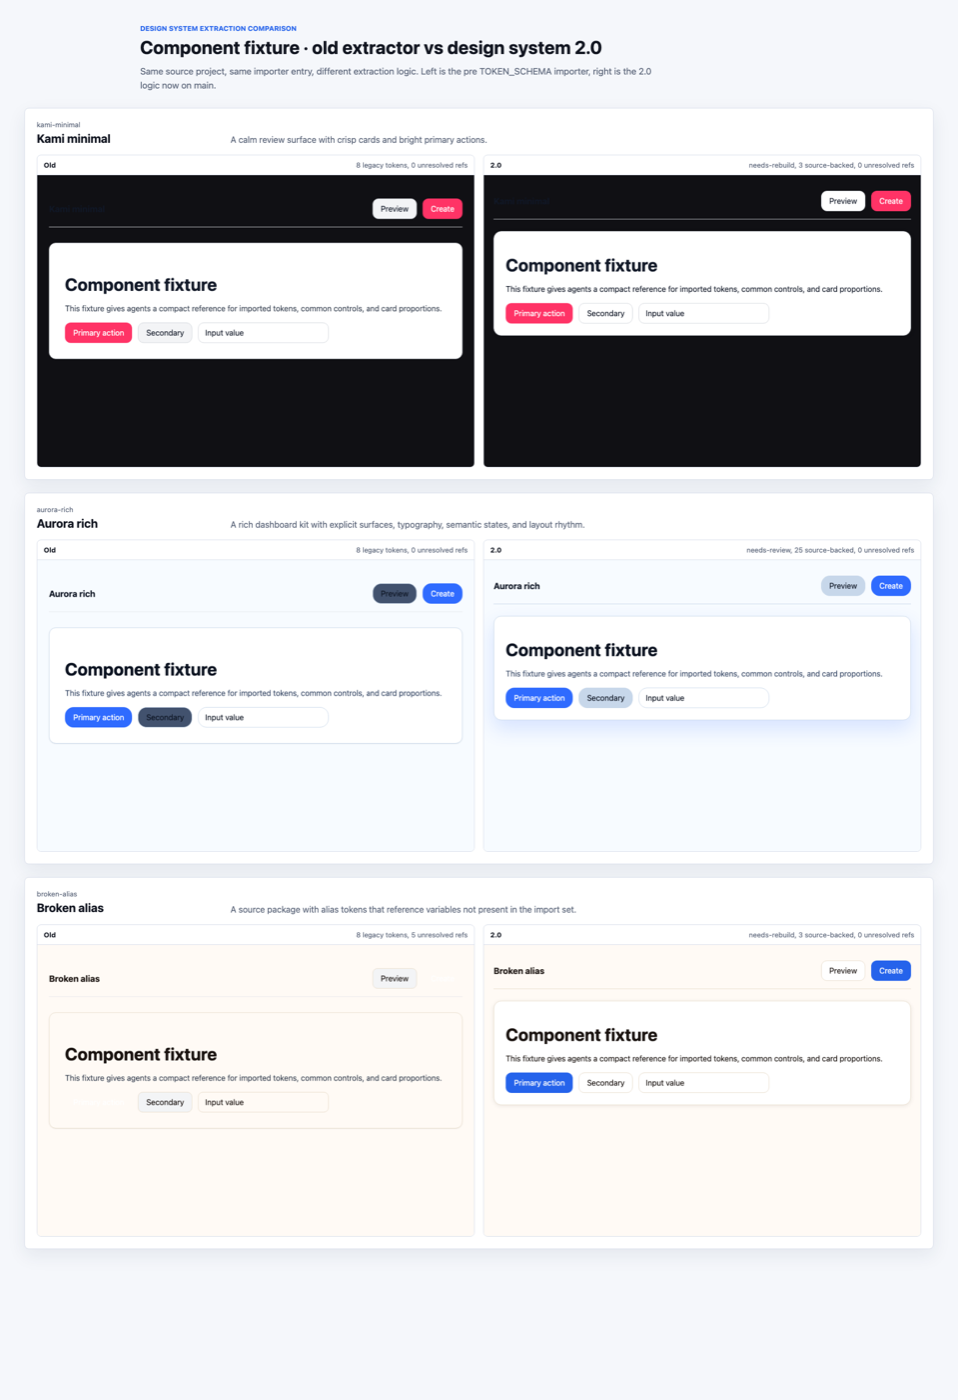 DESIGN SYSTEM EXTRACTION COMPARISON
Component fixture · old extractor vs design system 2.0
Same source project, same importer entry, different extraction logic. Left is the pre TOKEN_SCHEMA importer, right is the 2.0
logic now on main.
kami-minimal
Kami minimal
A calm review surface with crisp cards and bright primary actions.
Old
8 legacy tokens, 0 unresolved refs
Preview
Create
Component fixture
This fixture gives agents a compact reference for imported tokens, common controls, and card proportions.
Primary action
Secondary
Input value
2.0
needs-rebuild, 3 source-backed, 0 unresolved refs
Preview
Create
Component fixture
This fixture gives agents a compact reference for imported tokens, common controls, and card proportions.
Primary action
Secondary
Input value
aurora-rich
Aurora rich
A rich dashboard kit with explicit surfaces, typography, semantic states, and layout rhythm.
Old
8 legacy tokens, 0 unresolved refs
Aurora rich
Preview
Create
Component fixture
This fixture gives agents a compact reference for imported tokens, common controls, and card proportions.
Primary action
Secondary
Input value
2.0
needs-review, 25 source-backed, 0 unresolved refs
Aurora rich
Preview
Create
Component fixture
This fixture gives agents a compact reference for imported tokens, common controls, and card proportions.
Primary action
Secondary
Input value
broken-alias
Broken alias
A source package with alias tokens that reference variables not present in the import set.
Old
8 legacy tokens, 5 unresolved refs
Broken alias
Preview
Component fixture
This fixture gives agents a compact reference for imported tokens, common controls, and card proportions.
Secondary
Input value
2.0
needs-rebuild, 3 source-backed, 0 unresolved refs
Broken alias
Preview
Create
Component fixture
This fixture gives agents a compact reference for imported tokens, common controls, and card proportions.
Primary action
Secondary
Input value